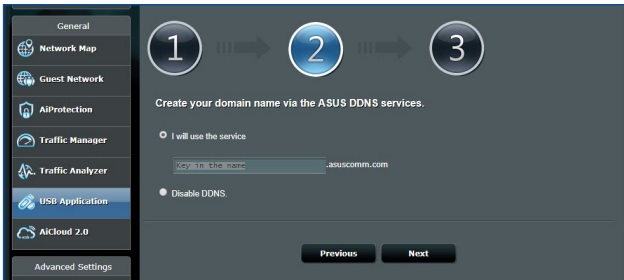 General
Network Map
Guest Network
AiProtection
Traffic Manager
Traffic Analyzer
USB Application
AiCloud 2.0
Advanced Settings
1
2
3
Create your domain name via the ASUS DDNS services.
I will use the service
Key in the name
.asuscomm.com
Disable DDNS.
Previous
Next